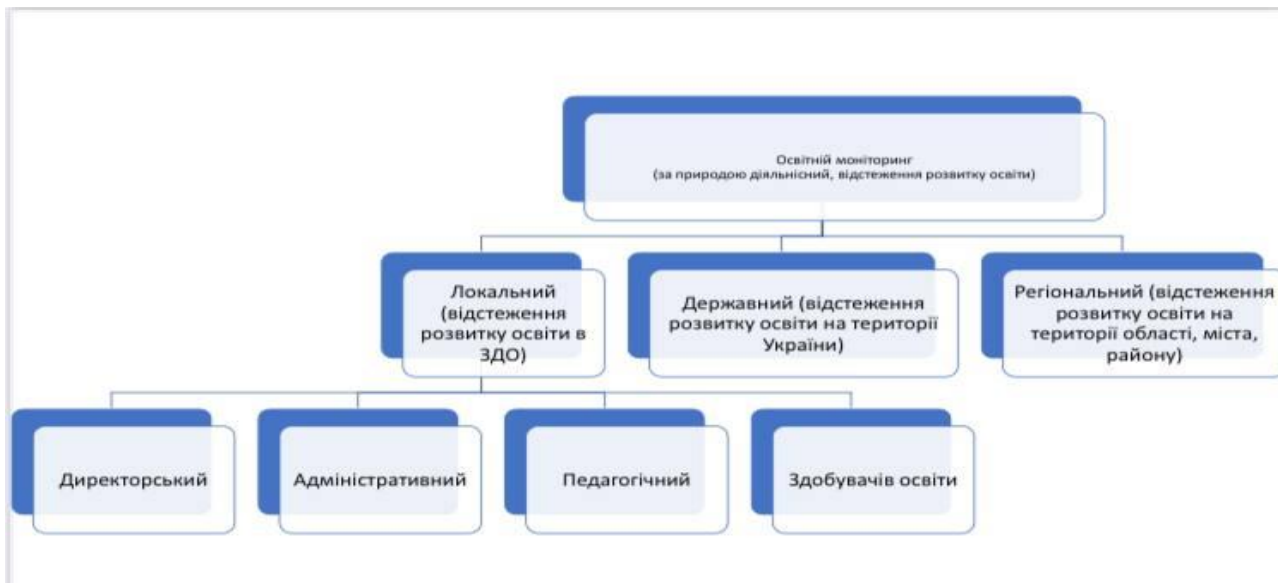 Освітній моніторинг
(за природою діяльнісний, відстеження розвитку освіти)
Локальний
(відстеження
розвитку освіти в
ЗДО)
Державний (відстеження
розвитку освіти на території
України)
Регіональний (відстеження
розвитку освіти на
території області, міста,
району)
Директорський
Адміністративний
Педагогічний
Здобувачів освіти